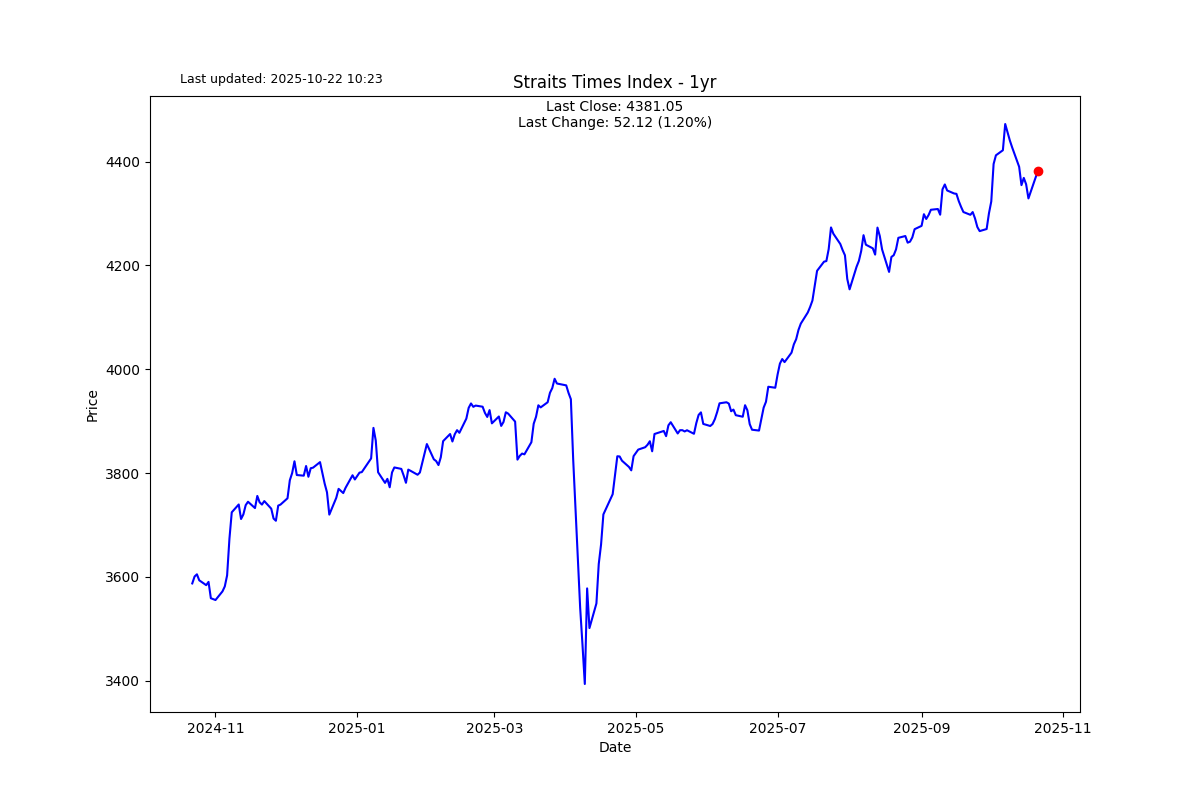 Last updated: 2025-10-22 10:23
Straits Times Index - 1yr
Last Close: 4381.05
Last Change: 52.12 (1.20%)
4400
4200
4000
3800
3600
3400
Price
2024-11
2025-01
2025-03
2025-05
2025-07
2025-09
2025-11
Date